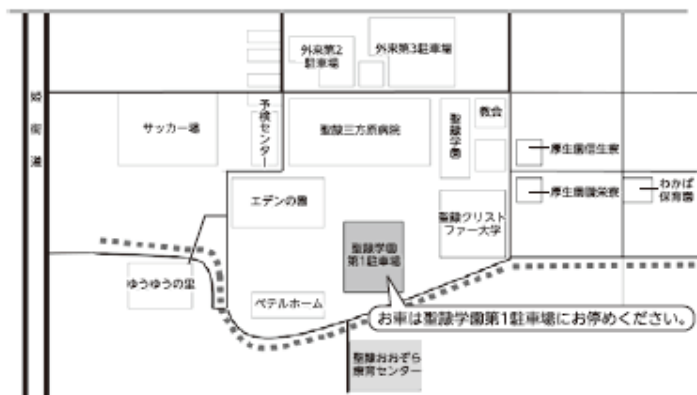 外来第2
駐車場
外来第3駐車場
姫街道
サッカー場
予検センター
聖隷三方原病院
聖隷学園
教会
厚生園信生寮
エデンの園
厚生園讃栄寮
わかば
保育園
聖隷クリスト
ファー大学
聖隷学園
第1駐車場
ゆうゆうの里
ベテルホーム
お車は聖隷学園第1駐車場にお停めください。
聖隷おおぞら
療育センター